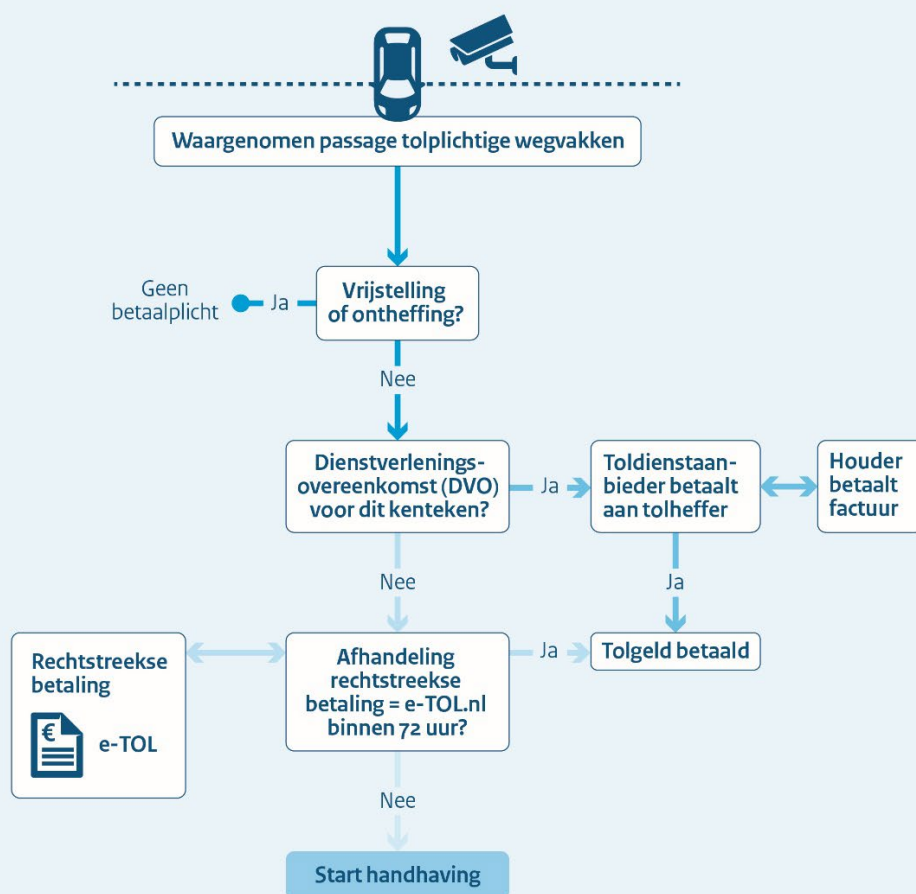 Waargenomen passage tolplichtige wegvakken
Vrijstelling
of ontheffing?
Ja
Geen
betaalplicht
Nee
Dienstverlenings-
overeenkomst (DVO)
voor dit kenteken?
Ja
Toldienstaan-
bieder betaalt
aan tolheffer
Houder
betaalt
factuur
Nee
Ja
Rechtstreekse
betaling
€
e-TOL
Afhandeling
rechtstreekse
betaling = e-TOL.nl
binnen 72 uur?
Ja
Tolgeld betaald
Nee
Start handhaving